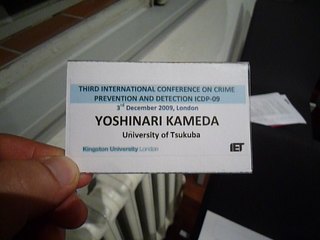 THIRD INTERNATIONAL CONFERENCE ON CRIME
PREVENTION AND DETECTION ICDP-09
3rd December 2009, London
YOSHINARI KAMEDA
University of Tsukuba
Kingston University London
IET